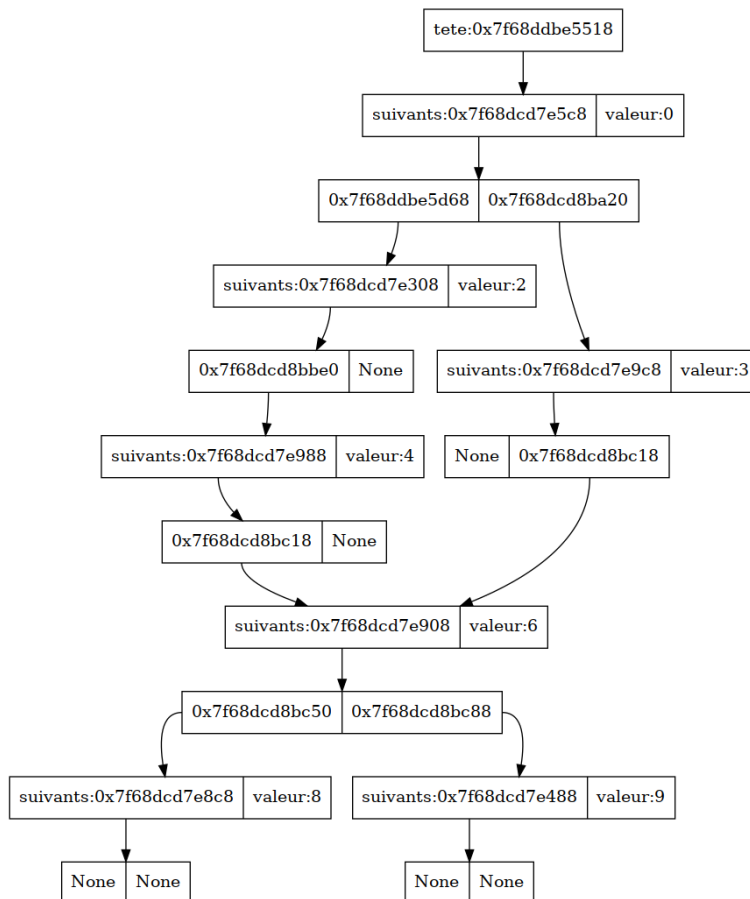 tete:0x7f68ddbe5518
suivants:0x7f68dcd7e5c8 valeur:0
0x7f68ddbe5d68 0x7f68dcd8ba20
suivants:0x7f68dcd7e308 valeur:2
0x7f68dcd8bbe0 None
suivants:0x7f68dcd7e9c8 valeur:3
suivants:0x7f68dcd7e988 valeur:4
None 0x7f68dcd8bc18
0x7f68dcd8bc18 None
suivants:0x7f68dcd7e908 valeur:6
0x7f68dcd8bc50 0x7f68dcd8bc88
suivants:0x7f68dcd7e8c8 valeur:8
suivants:0x7f68dcd7e488 valeur:9
None None
None None